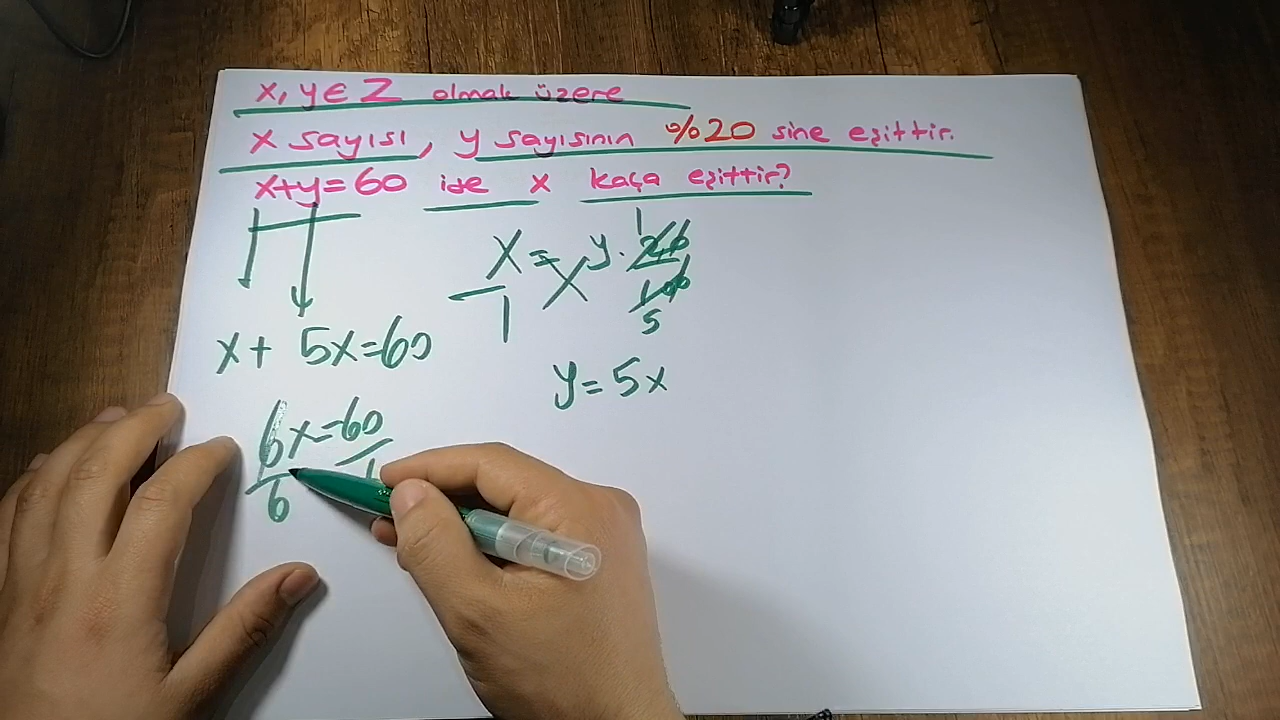 x, y ∈ Z olmak üzere
x sayısı, y sayısının %20 sine eşittir.
x+y=60 ise x kaça eşittir?
x/1 = y · 20/100 1 5
x + 5x=60
y = 5x
6x=60
6